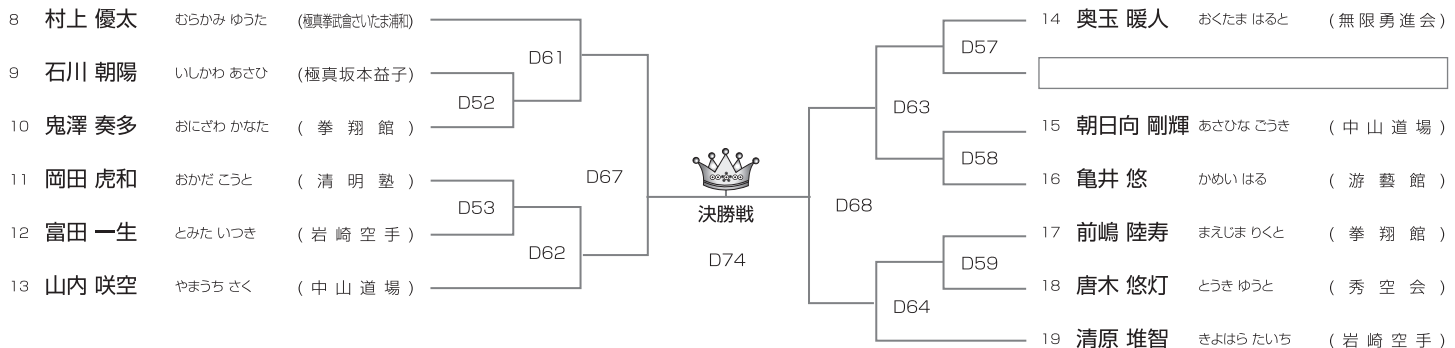 8 村上 優太 むらかみ ゆうた (極真拳武會さいたま浦和)
D61
9 石川 朝陽 いしかわ あさひ (極真坂本益子)
D52
10 鬼澤 奏多 おにざわ かなた (拳翔館)
D67
11 岡田 虎和 おかだ こうと (清明塾)
D53
12 富田 一生 とみた いつき (岩崎空手)
D62
13 山内 咲空 やまうち さく (中山道場)
決勝戦
D74
14 奥玉 暖人 おくたま はると (無限勇進会)
D57
D63
15 朝日向 剛輝 あさひな ごうき (中山道場)
D58
16 亀井 悠 かめい はる (游藝館)
D68
17 前嶋 陸寿 まえじま りくと (拳翔館)
D59
18 唐木 悠灯 とうき ゆうと (秀空会)
D64
19 清原 堆智 きよはら たいち (岩崎空手)